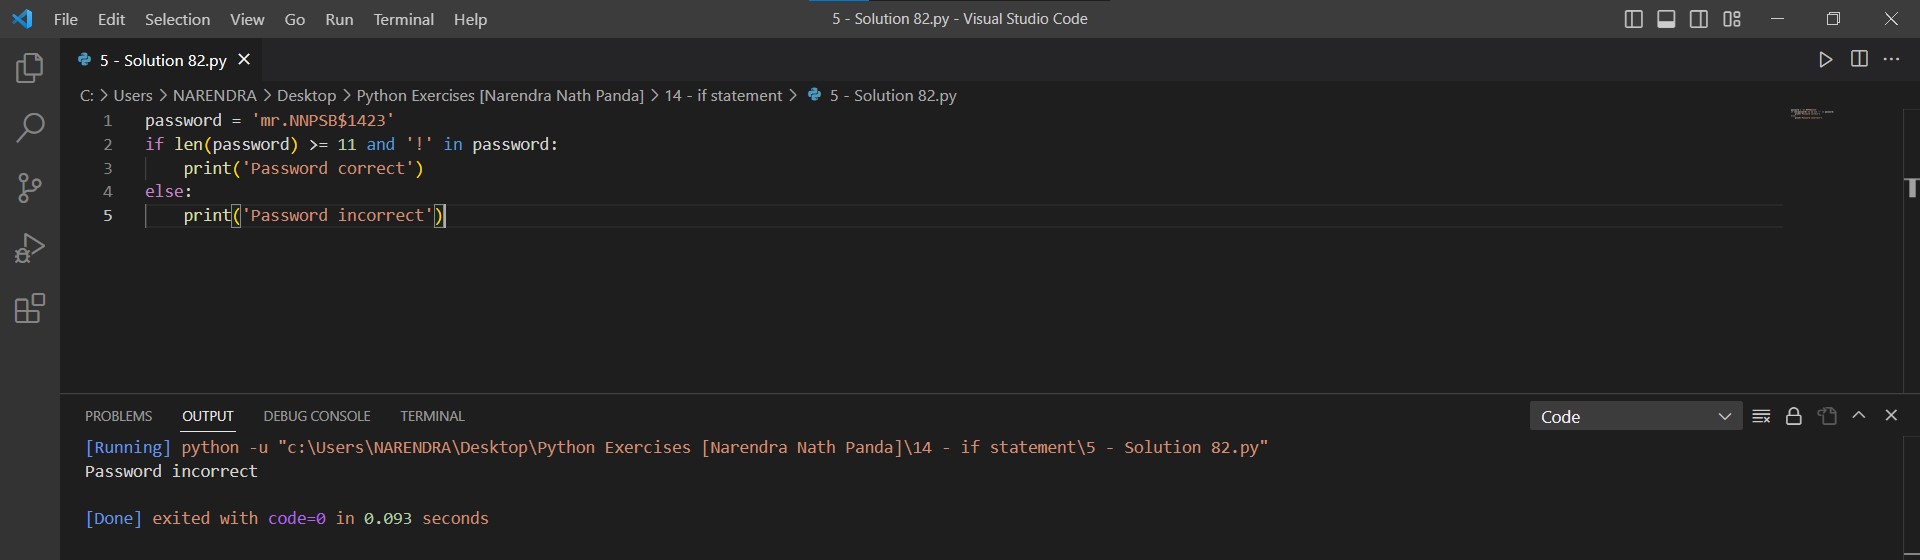 File Edit Selection View Go Run Terminal Help 5 - Solution 82.py - Visual Studio Code
5 - Solution 82.py
C: > Users > NARENDRA > Desktop > Python Exercises [Narendra Nath Panda] > 14 - if statement > 5 - Solution 82.py
1 password = 'mr.NNPSB$1423'
2 if len(password) >= 11 and '!' in password:
3     print('Password correct')
4 else:
5     print('Password incorrect')
PROBLEMS OUTPUT DEBUG CONSOLE TERMINAL Code
[Running] python -u "c:\Users\NARENDRA\Desktop\Python Exercises [Narendra Nath Panda]\14 - if statement\5 - Solution 82.py"
Password incorrect
[Done] exited with code=0 in 0.093 seconds